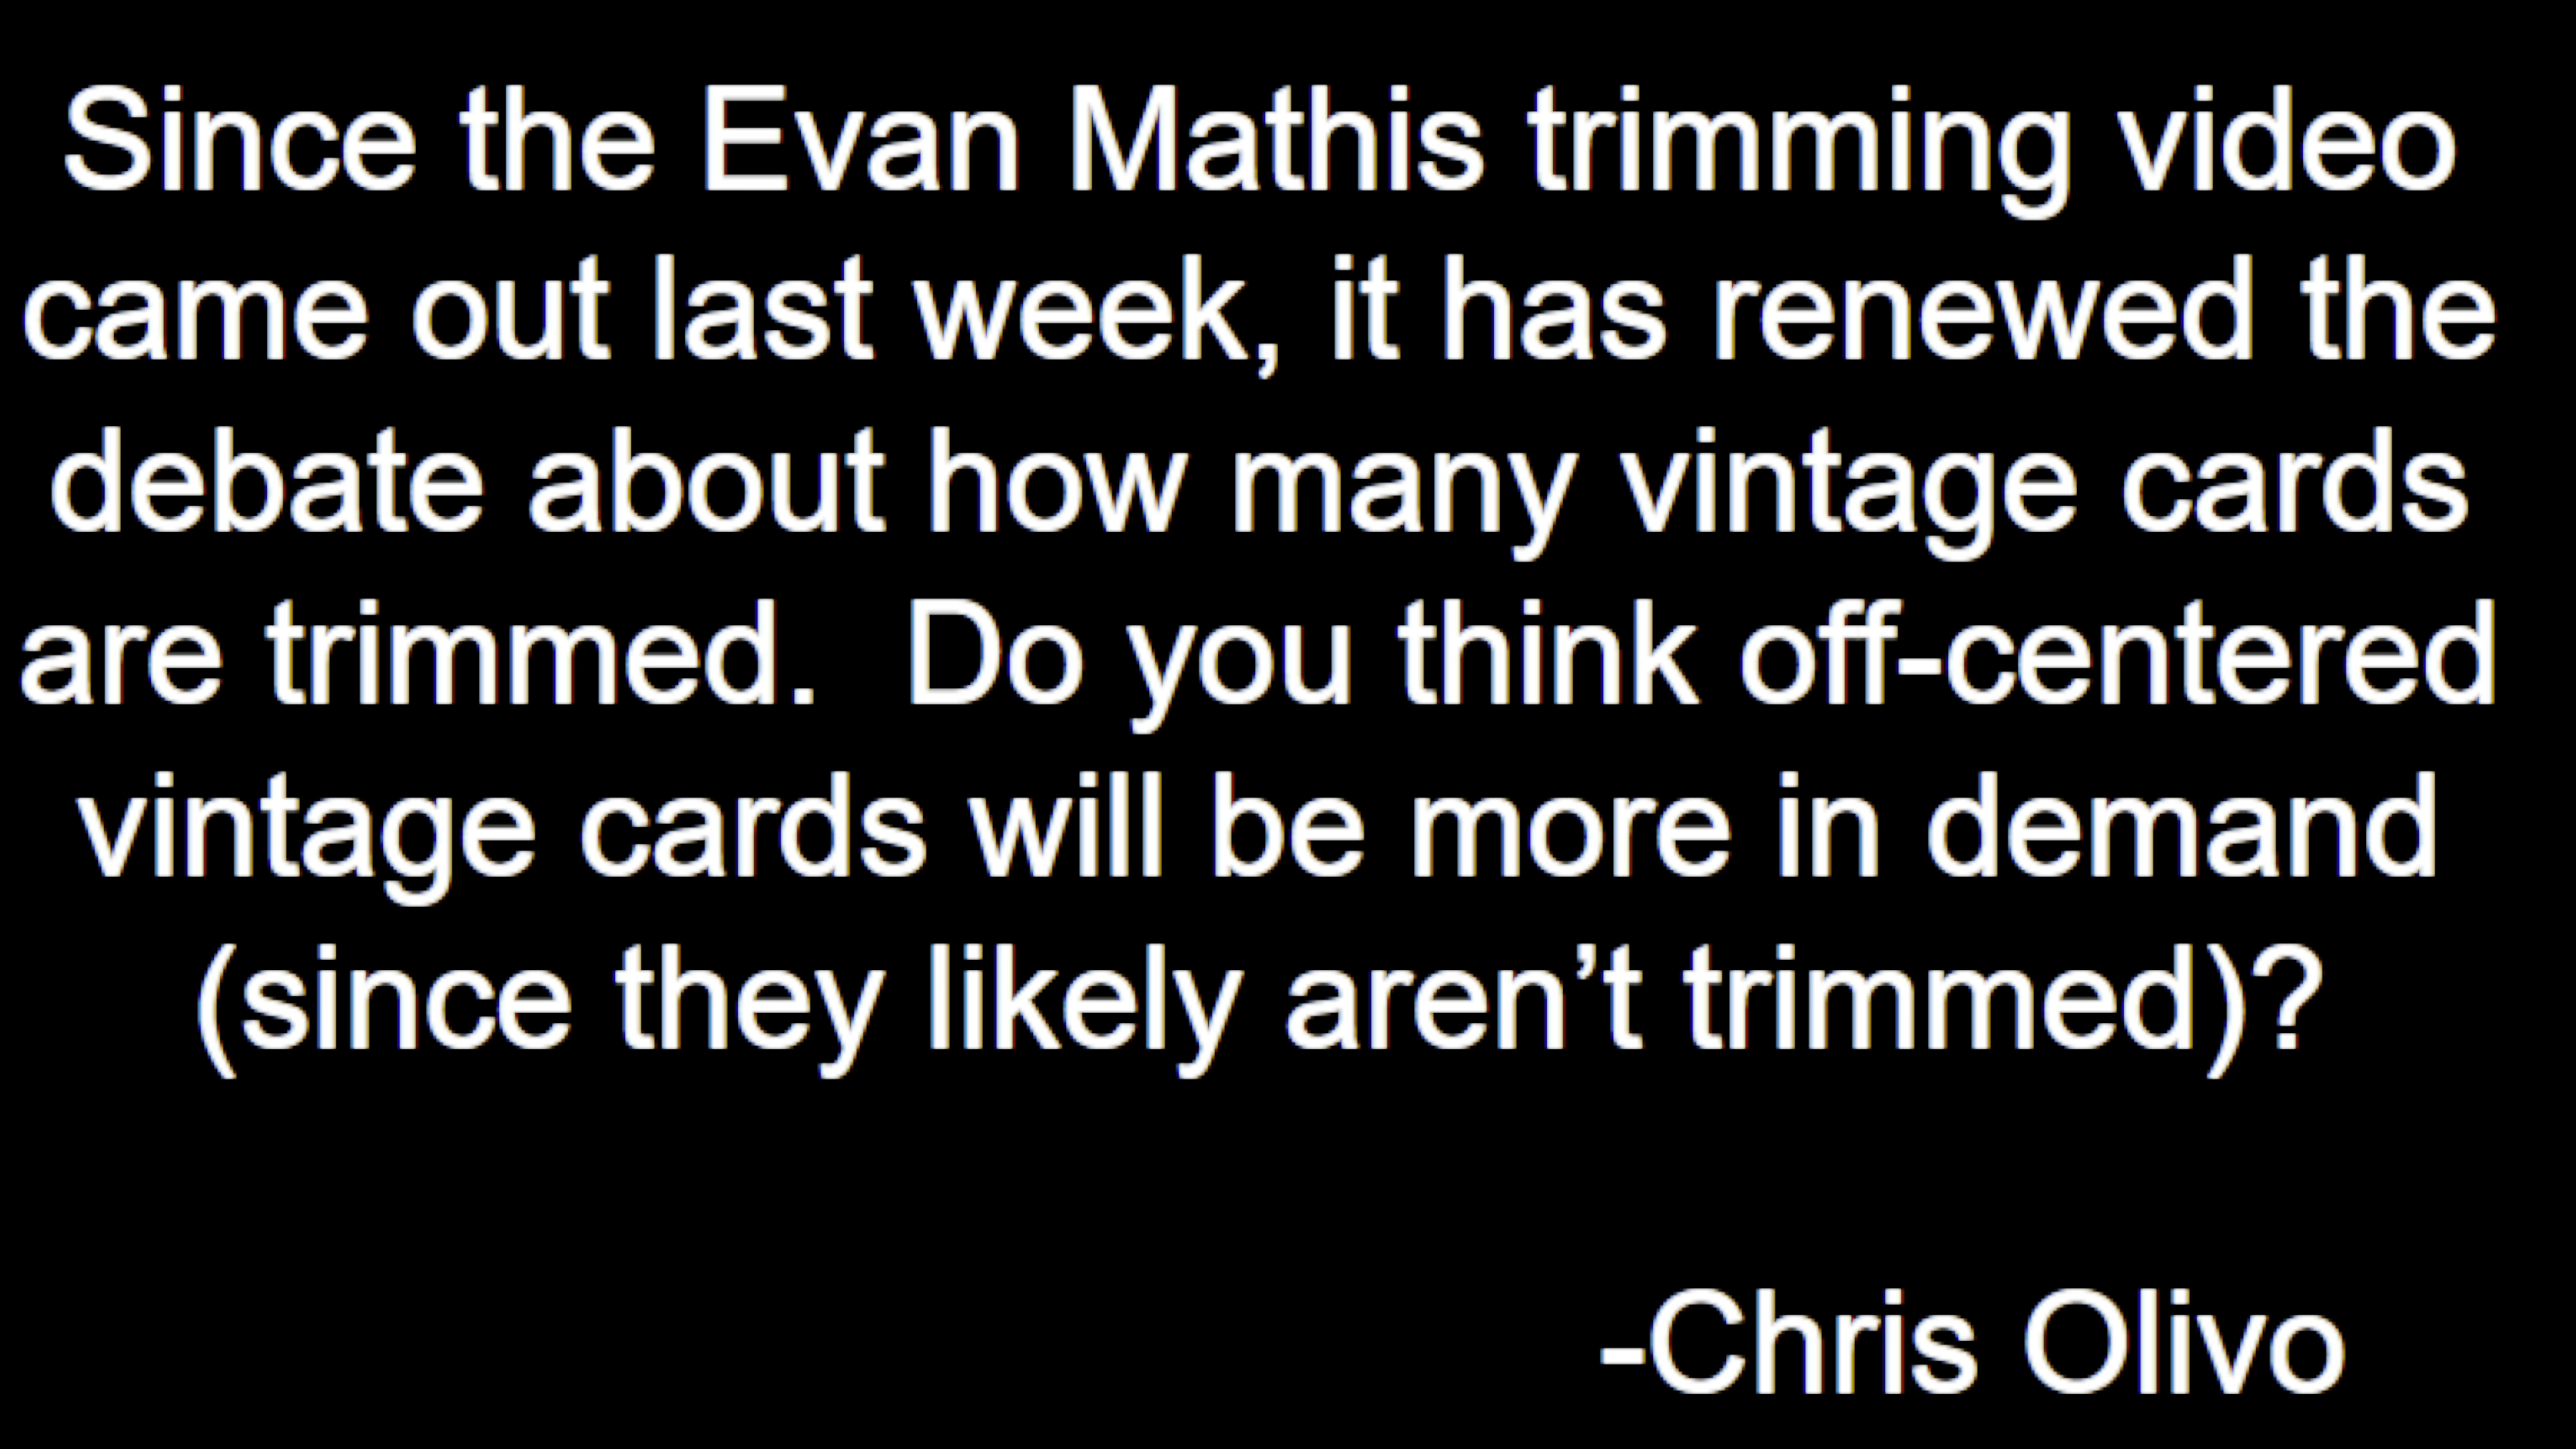 Since the Evan Mathis trimming video
came out last week, it has renewed the
debate about how many vintage cards
are trimmed.  Do you think off-centered
vintage cards will be more in demand
(since they likely aren’t trimmed)?
-Chris Olivo